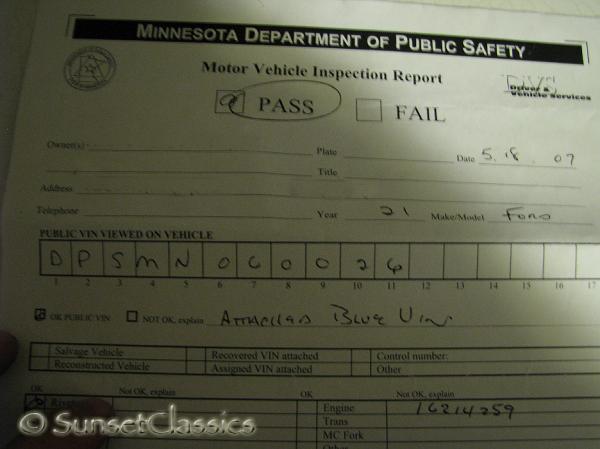 MINNESOTA DEPARTMENT OF PUBLIC SAFETY
Motor Vehicle Inspection Report
DVS
Driver & Vehicle Services
PASS FAIL
Owner(s) Plate Date 5.18.07
Title
Address
Telephone Year 21 Make/Model Ford
PUBLIC VIN VIEWED ON VEHICLE
D P S M N 0 6 0 0 2 6
1 2 3 4 5 6 7 8 9 10 11 12 13 14 15 16 17
OK PUBLIC VIN NOT OK, explain Attached Blue Vin
Salvage Vehicle Recovered VIN attached Control number:
Reconstructed Vehicle Assigned VIN attached Other
OK Not OK, explain OK Not OK, explain
Engine 16214259
Trans
MC Fork
Other
© SunsetClassics